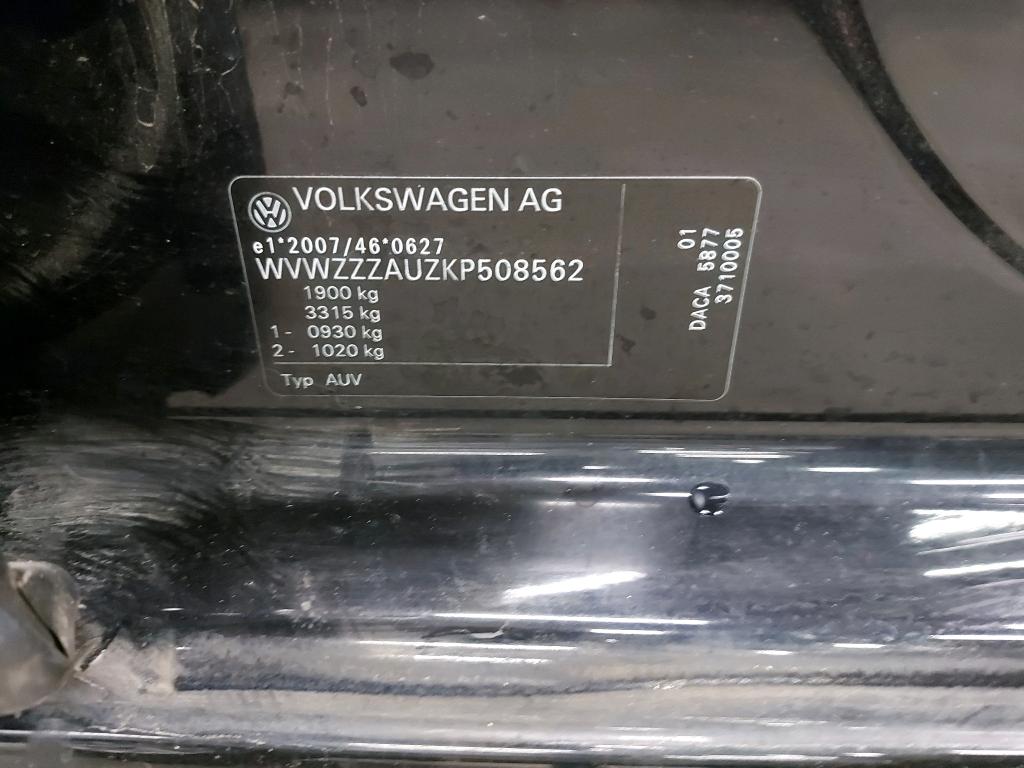 VOLKSWAGEN AG
e1*2007/46*0627
WVWZZZAUZKP508562
1900 kg
3315 kg
1- 0930 kg
2- 1020 kg
Typ AUV
01
DACA 5877
3710005